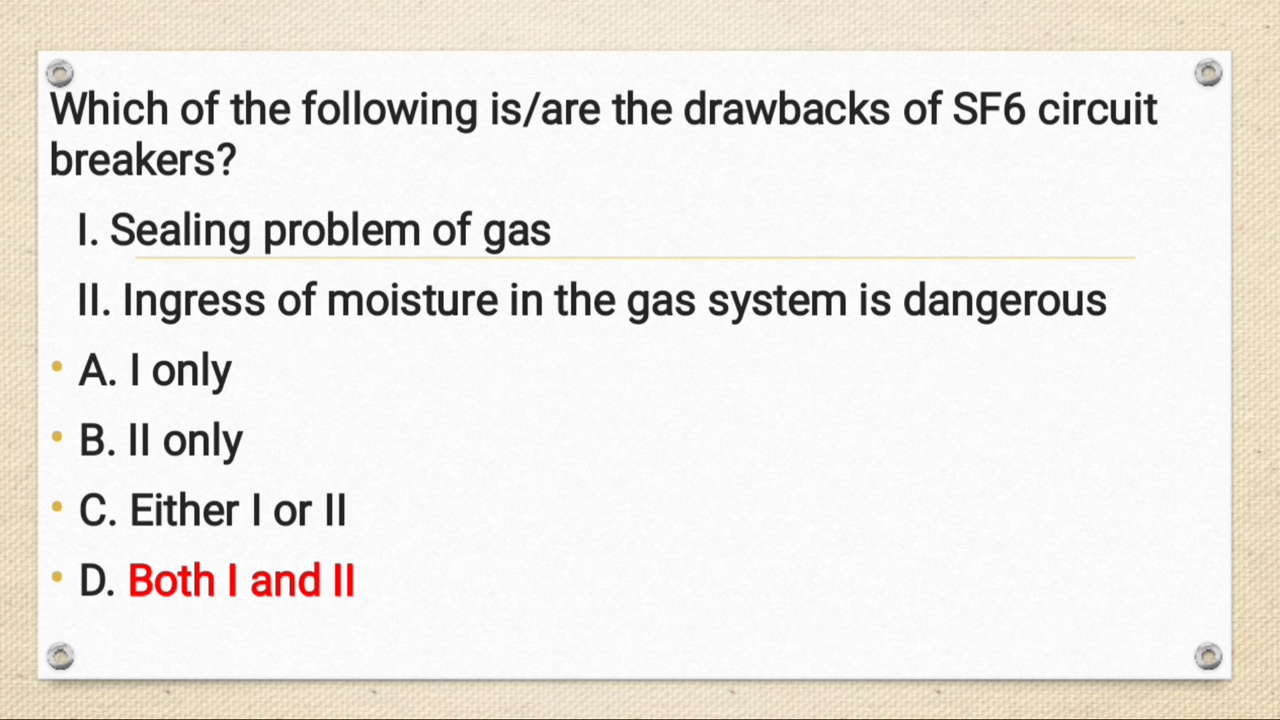 Which of the following is/are the drawbacks of SF6 circuit
breakers?
I. Sealing problem of gas
II. Ingress of moisture in the gas system is dangerous
• A. I only
• B. II only
• C. Either I or II
• D. Both I and II